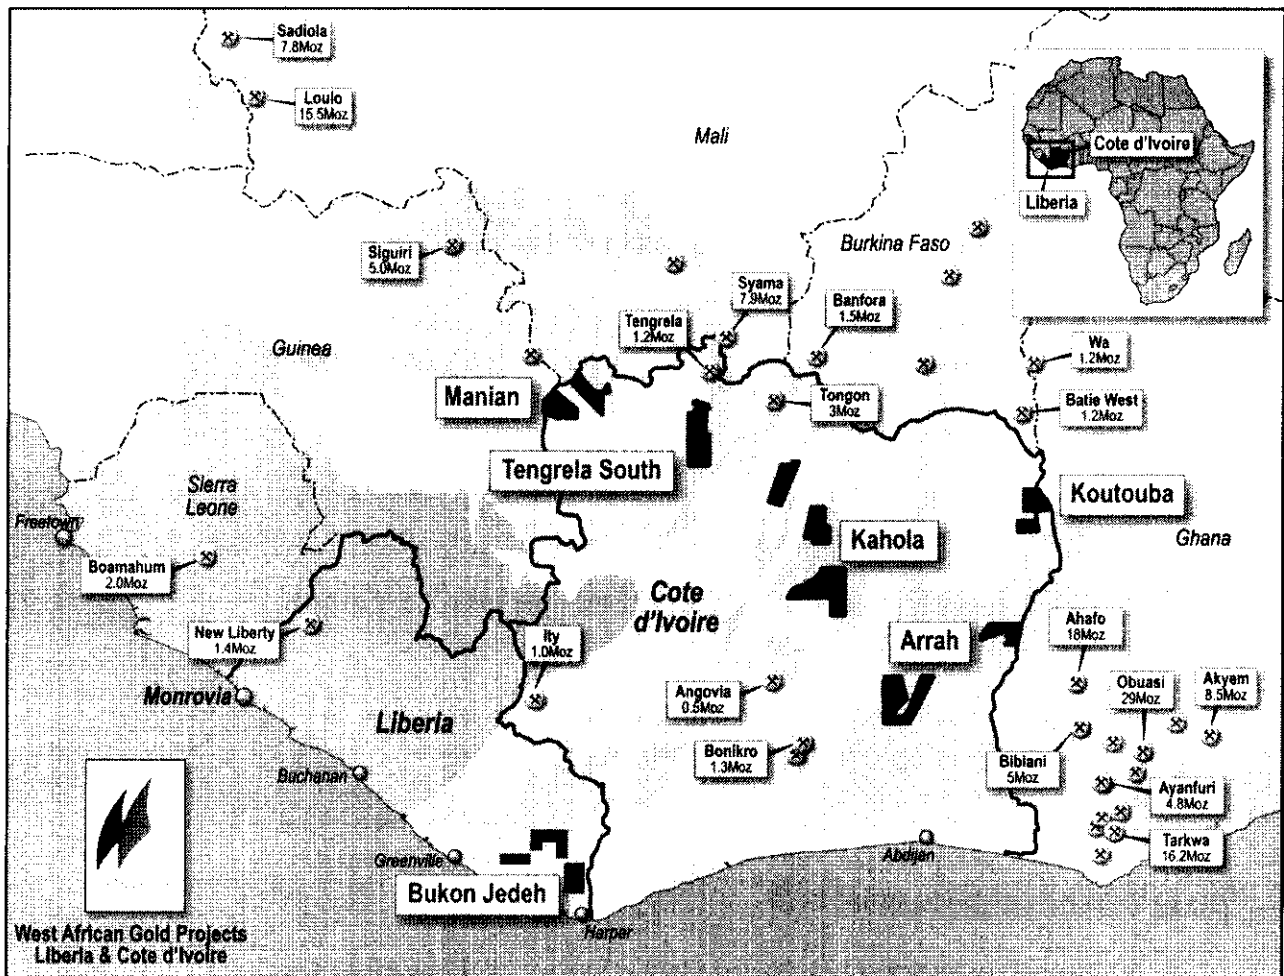 Sadiola
7.8Moz
Loulo
15.5Moz
Mali
Cote d'Ivoire
Liberia
Siguiri
5.0Moz
Burkina Faso
Syama
7.9Moz
Tengrela
1.2Moz
Banfora
1.5Moz
Guinea
Wa
1.2Moz
Manian
Tongon
3Moz
Batie West
1.2Moz
Tengrela South
Sierra
Leone
Koutouba
Freetown
Kahola
Ghana
Boamahum
2.0Moz
Cote
d'Ivoire
New Liberty
1.4Moz
Ity
1.0Moz
Arrah
Ahafo
18Moz
Monrovia
Angovia
0.5Moz
Obuasi
29Moz
Akyem
8.5Moz
Liberia
Bonikro
1.3Moz
Bibiani
5Moz
Buchanan
Ayanfuri
4.8Moz
Greenville
Abdijan
Tarkwa
16.2Moz
Bukon Jedeh
Harper
West African Gold Projects
Liberia & Cote d'Ivoire